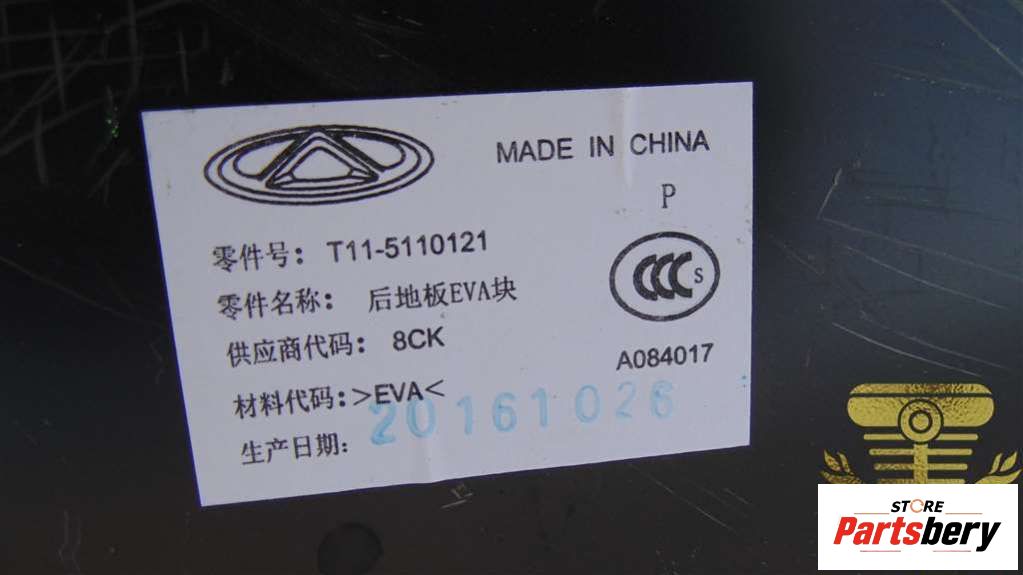 MADE IN CHINA
P
零件号: T11-5110121
零件名称: 后地板EVA块
CCC S
供应商代码: 8CK
A084017
材料代码:>EVA<
生产日期: 20161026
STORE
Partsbery